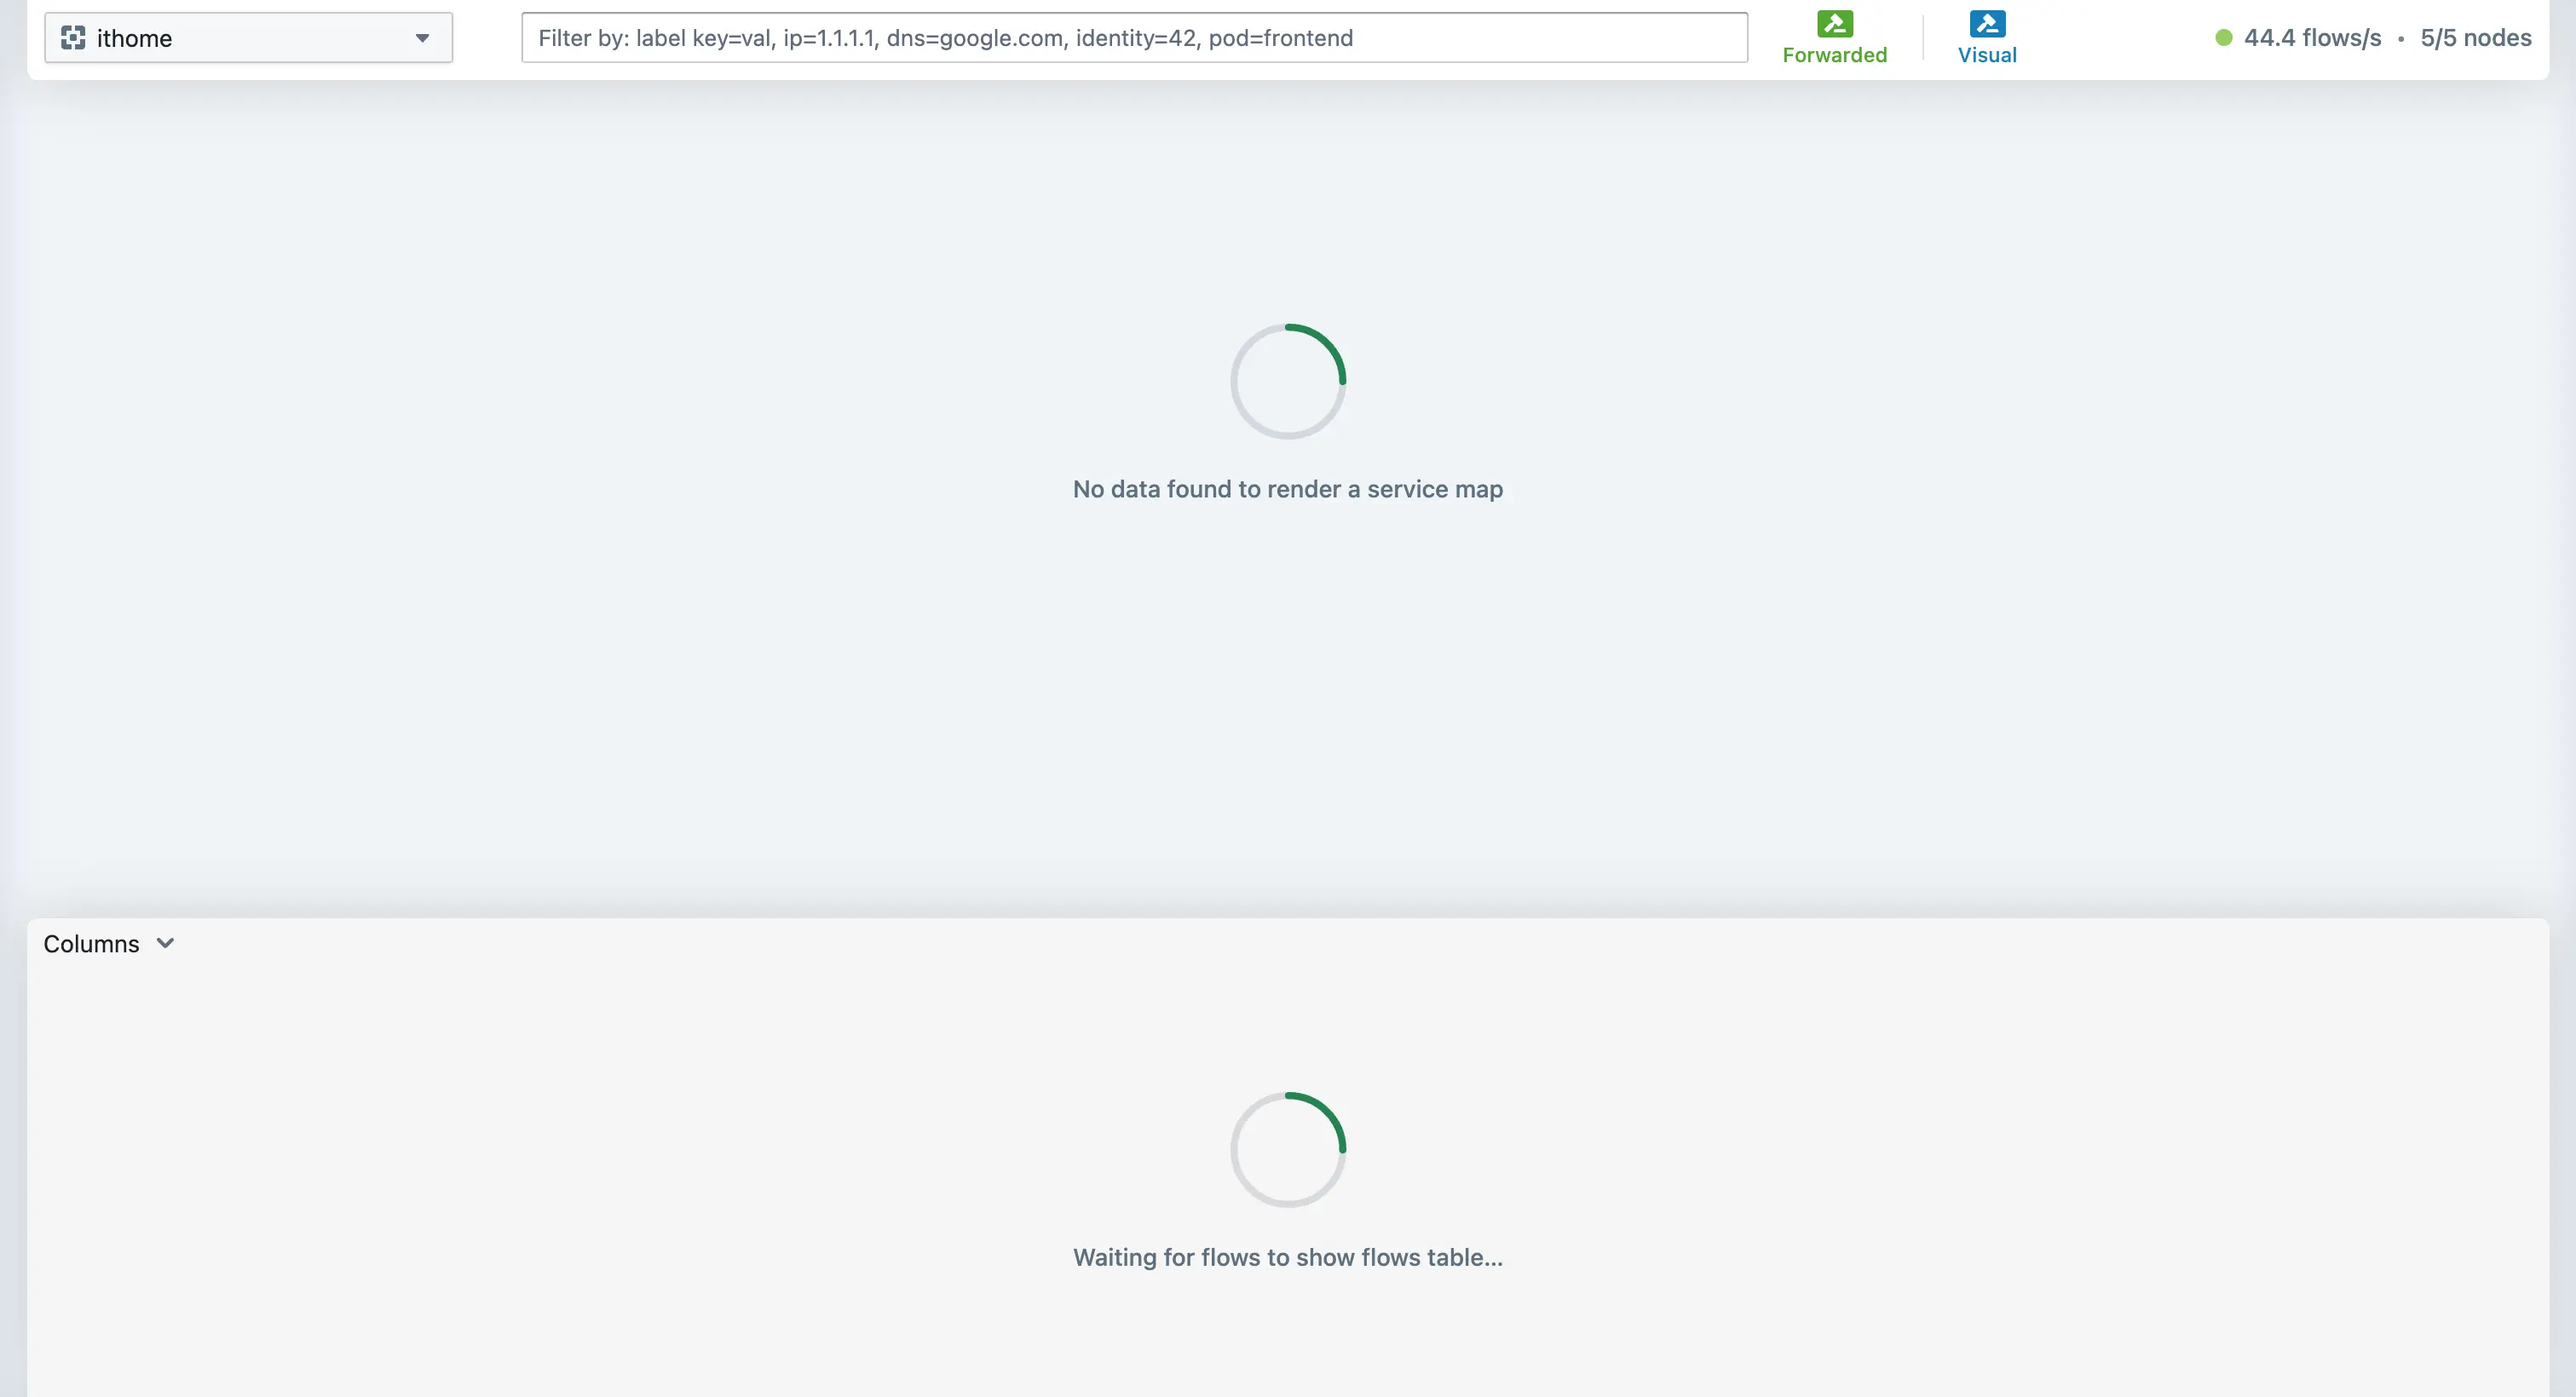 ithome
Filter by: label key=val, ip=1.1.1.1, dns=google.com, identity=42, pod=frontend
Forwarded
Visual
44.4 flows/s • 5/5 nodes
No data found to render a service map
Columns
Waiting for flows to show flows table...